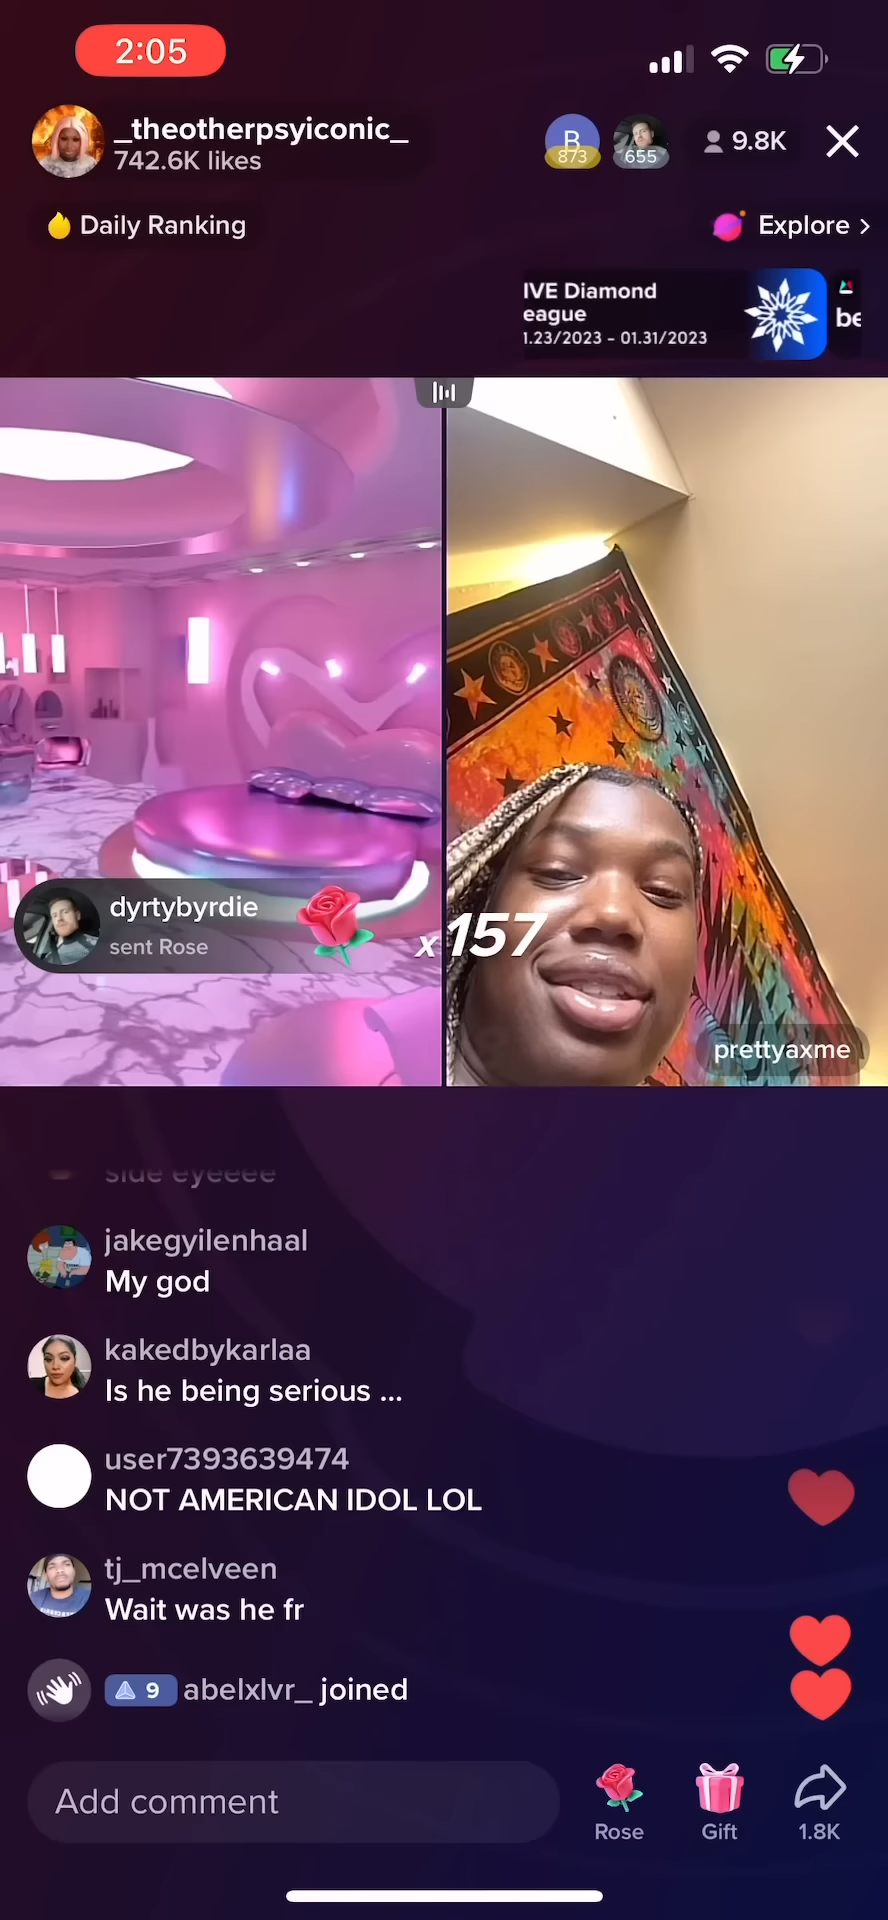 2:05
_theotherpsyiconic_
742.6K likes
B
873
655
9.8K
Daily Ranking
Explore >
IVE Diamond
eague
1.23/2023 - 01.31/2023
be
dyrtybyrdie
sent Rose
x157
prettyaxme
side eyeeee
jakegyilenhaal
My god
kakedbykarlaa
Is he being serious ...
user7393639474
NOT AMERICAN IDOL LOL
tj_mcelveen
Wait was he fr
9 abelxlvr_ joined
Add comment
Rose
Gift
1.8K